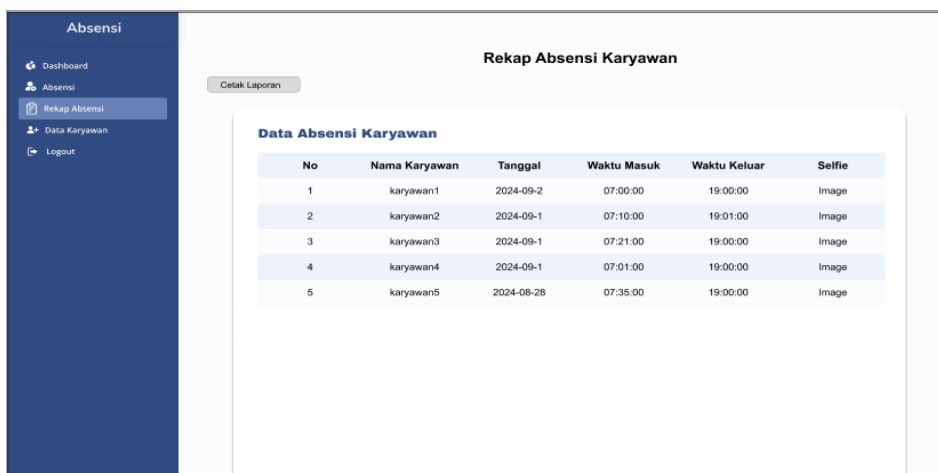 Absensi
Dashboard
Absensi
Rekap Absensi
Data Karyawan
Logout
Rekap Absensi Karyawan
Cetak Laporan
Data Absensi Karyawan
No Nama Karyawan Tanggal Waktu Masuk Waktu Keluar Selfie
1 karyawan1 2024-09-2 07:00:00 19:00:00 Image
2 karyawan2 2024-09-1 07:10:00 19:01:00 Image
3 karyawan3 2024-09-1 07:21:00 19:00:00 Image
4 karyawan4 2024-09-1 07:01:00 19:00:00 Image
5 karyawan5 2024-08-28 07:35:00 19:00:00 Image